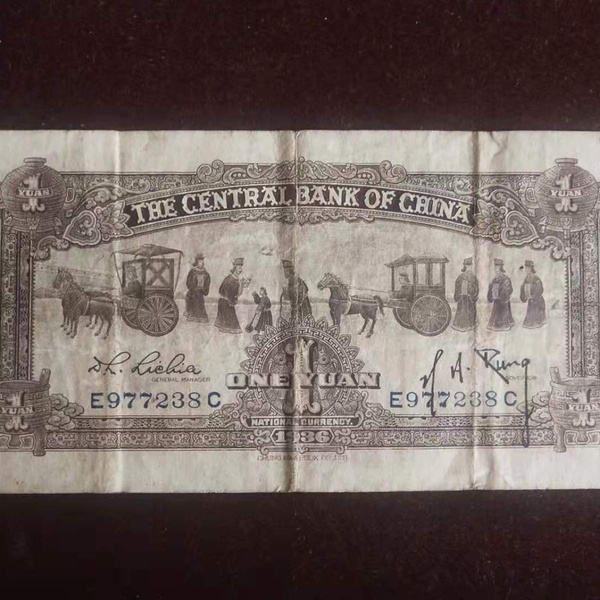 1 YUAN
THE CENTRAL BANK OF CHINA
1 YUAN
GENERAL MANAGER
ONE YUAN
E977238C
E977238C
1 YUAN
1 YUAN
NATIONAL CURRENCY.
1936